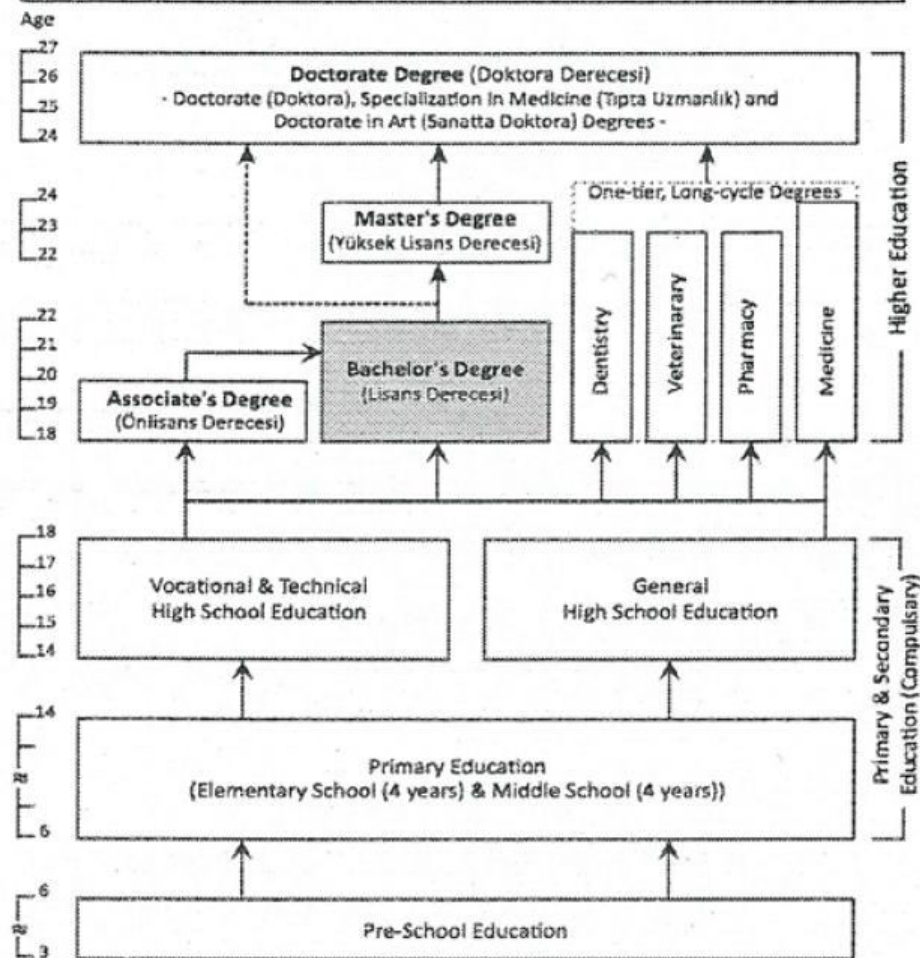 Age
27
26
25
24
Doctorate Degree (Doktora Derecesi)
- Doctorate (Doktora), Specialization in Medicine (Tıpta Uzmanlık) and
Doctorate in Art (Sanatta Doktora) Degrees -
24
23
22
Master's Degree
(Yüksek Lisans Derecesi)
One-tier, Long-cycle Degrees
22
21
20
19
18
Associate's Degree
(Önlisans Derecesi)
Bachelor's Degree
(Lisans Derecesi)
Dentistry
Veterinarary
Pharmacy
Medicine
Higher Education
18
17
16
15
14
Vocational & Technical
High School Education
General
High School Education
14
6
Primary Education
(Elementary School (4 years) & Middle School (4 years))
Primary & Secondary
Education (Compulsary)
6
3
Pre-School Education